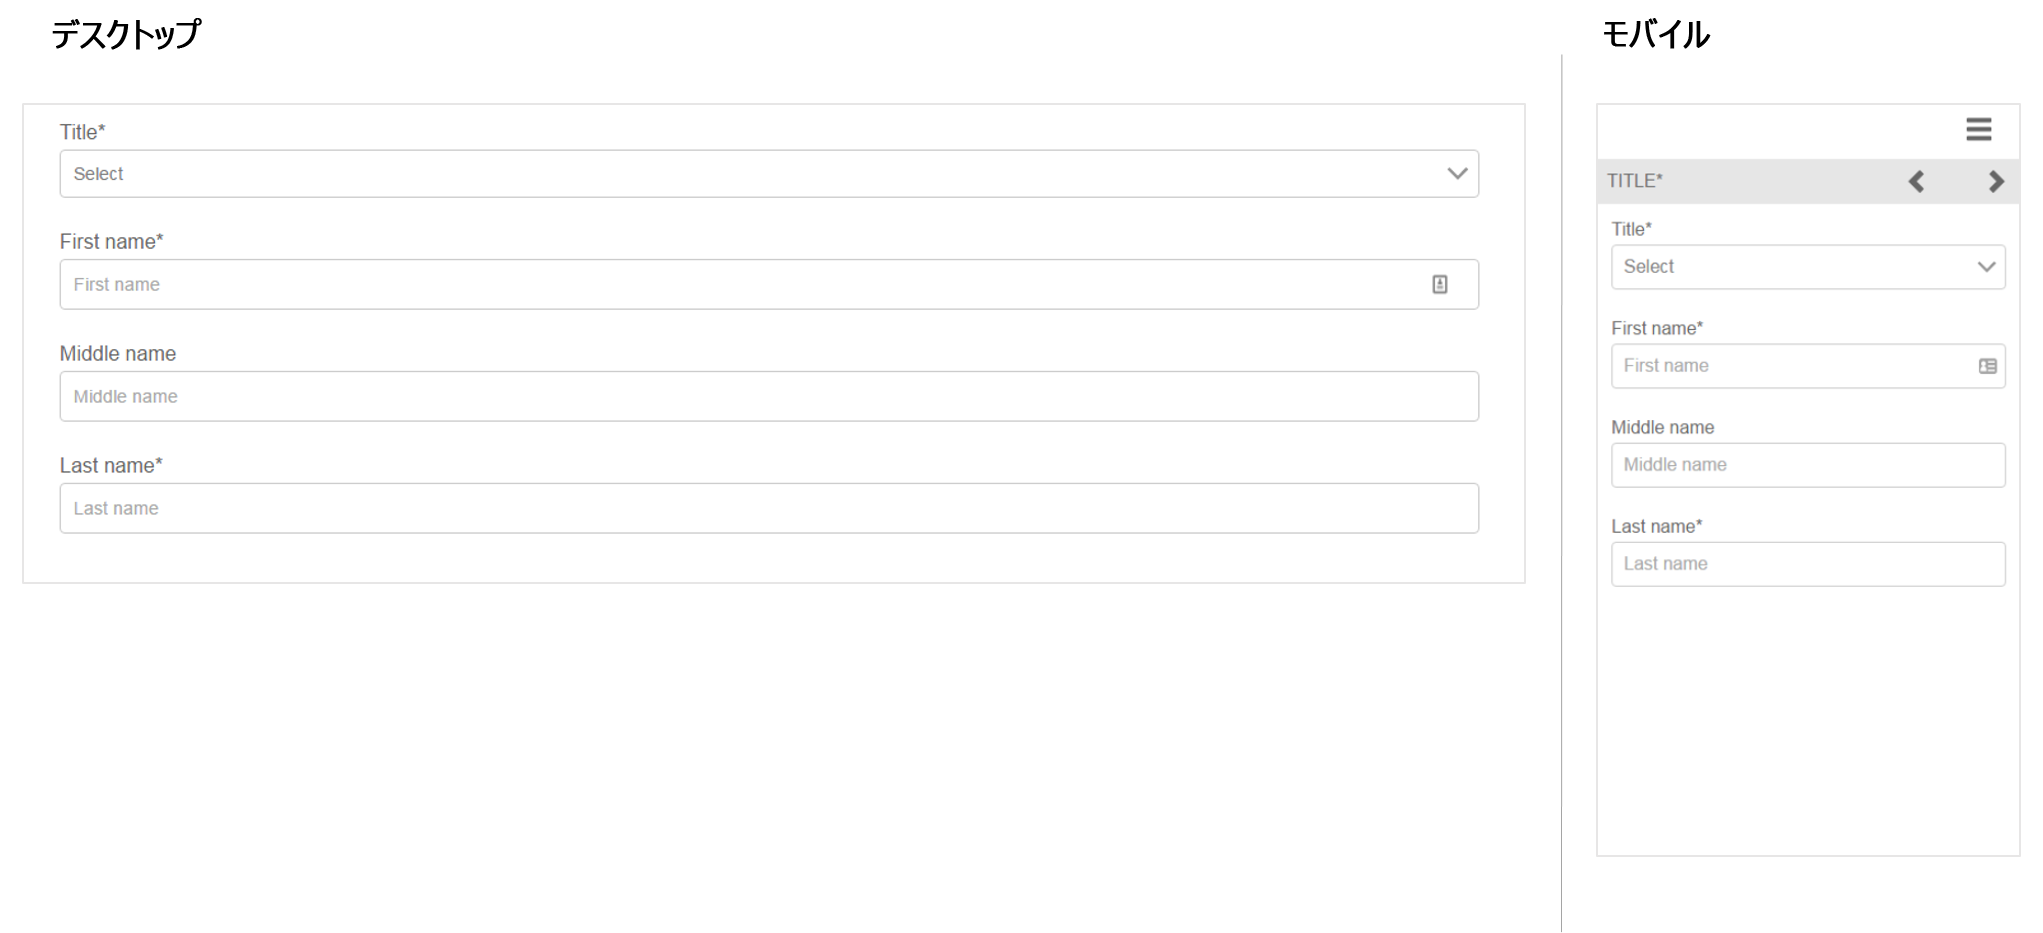 デスクトップ
Title*
Select
First name*
First name
Middle name
Middle name
Last name*
Last name
モバイル
TITLE*
Title*
Select
First name*
First name
Middle name
Middle name
Last name*
Last name